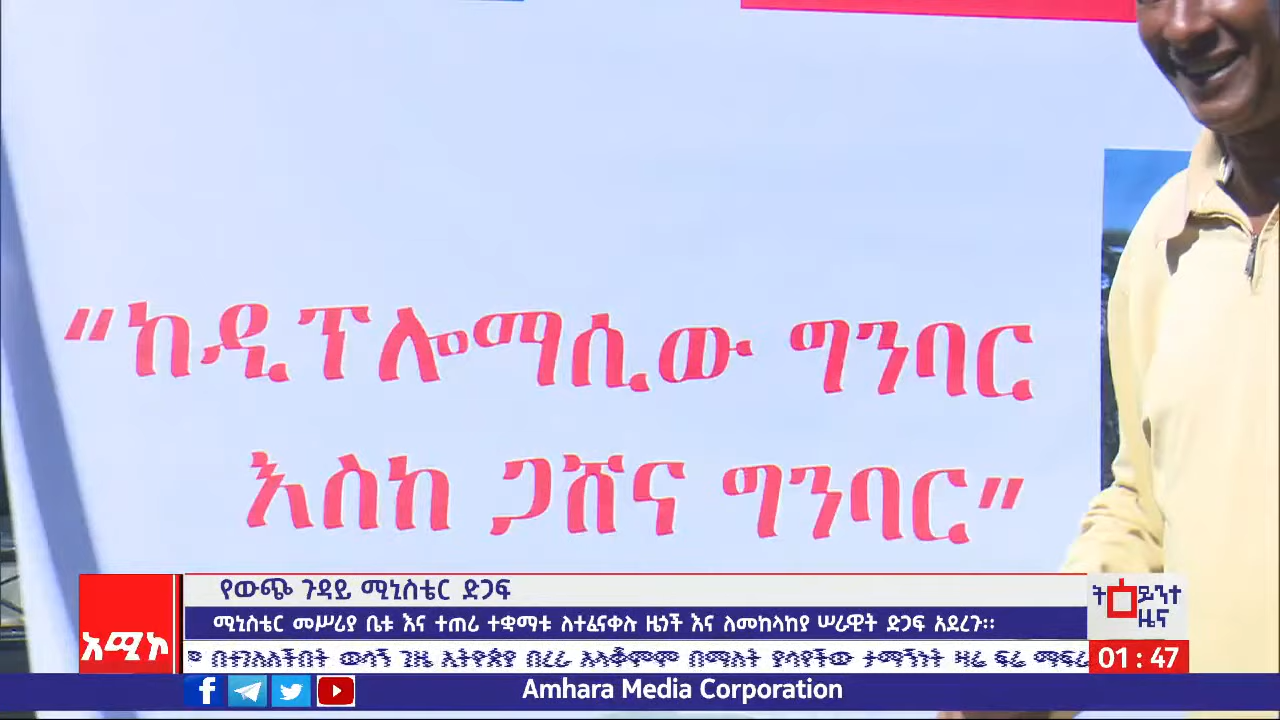 “ከዲፕሎማሲው ግንባር
እስከ ጋሸና ግንባር”
የውጭ ጉዳይ ሚኒስቴር ድጋፍ
ሚኒስቴር መሥሪያ ቤቱ እና ተጠሪ ተቋማቱ ለተፈናቀሉ ዜጎች እና ለመከላከያ ሠራዊት ድጋፍ አደረጉ።
ት ይንተ
ዜና
አሚኮ
01:47
Amhara Media Corporation